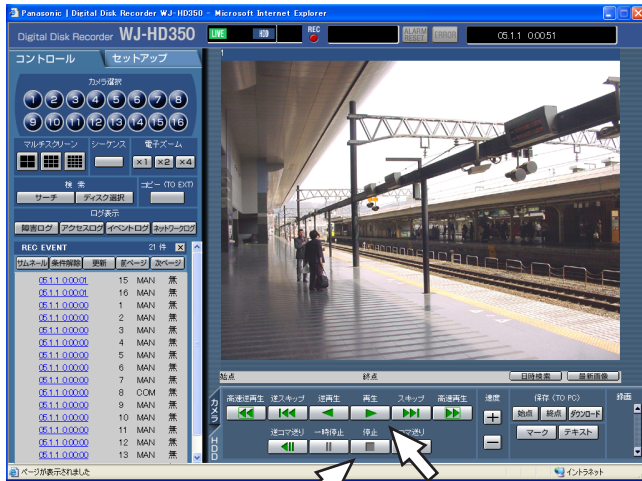 Panasonic | Digital Disk Recorder WJ-HD350 - Microsoft Internet Explorer
Digital Disk Recorder WJ-HD350
LIVE HDD REC ALARM RESET ERROR 05.1.1 0:00:51
コントロール セットアップ
カメラ選択
1 2 3 4 5 6 7 8
9 10 11 12 13 14 15 16
マルチスクリーン シーケンス 電子ズーム
×1 ×2 ×4
検 索 コピー (TO EXT)
サーチ ディスク選択
ログ表示
障害ログ アクセスログ イベントログ ネットワークログ
REC EVENT 21 件
サムネール 条件解除 更新 前ページ 次ページ
05.1.1 0:00:01 15 MAN 無
05.1.1 0:00:01 16 MAN 無
05.1.1 0:00:00 1 MAN 無
05.1.1 0:00:00 2 MAN 無
05.1.1 0:00:00 3 MAN 無
05.1.1 0:00:00 4 MAN 無
05.1.1 0:00:00 5 MAN 無
05.1.1 0:00:00 6 MAN 無
05.1.1 0:00:00 7 MAN 無
05.1.1 0:00:00 8 COM 無
05.1.1 0:00:00 9 MAN 無
05.1.1 0:00:00 10 MAN 無
05.1.1 0:00:00 11 MAN 無
05.1.1 0:00:00 12 MAN 無
05.1.1 0:00:00 13 MAN 無
1
始点 終点 日時検索 最新画像
カメラ
HDD
高速逆再生 逆スキップ 逆再生 再生 スキップ 高速再生
逆コマ送り 一時停止 停止 コマ送り
速度
+
−
保存 (TO PC)
始点 終点 ダウンロード
マーク テキスト
録画
ページが表示されました
イントラネット